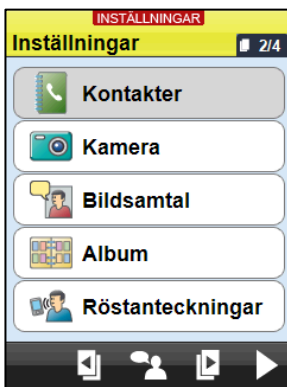 INSTÄLLNINGAR
Inställningar 2/4
Kontakter
Kamera
Bildsamtal
Album
Röstanteckningar